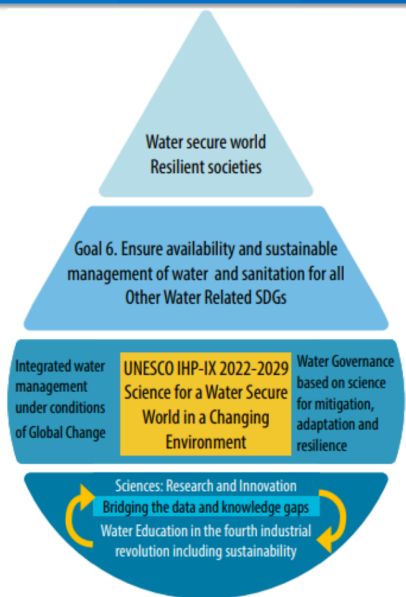 Water secure world
Resilient societies
Goal 6. Ensure availability and sustainable
management of water and sanitation for all
Other Water Related SDGs
Integrated water
management
under conditions
of Global Change
UNESCO IHP-IX 2022-2029
Science for a Water Secure
World in a Changing
Environment
Water Governance
based on science
for mitigation,
adaptation and
resilience
Sciences: Research and Innovation
Bridging the data and knowledge gaps
Water Education in the fourth industrial
revolution including sustainability